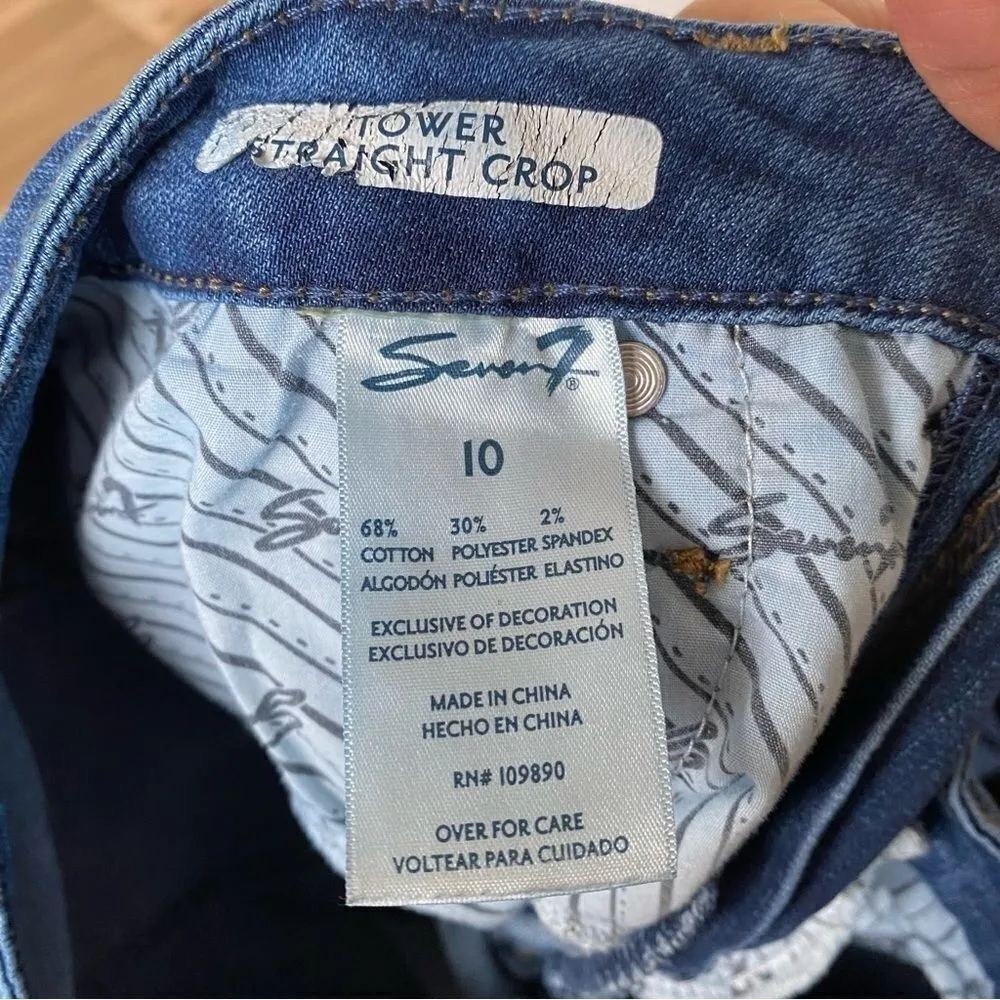 TOWER
STRAIGHT CROP
Seven7®
10
68% 30% 2%
COTTON POLYESTER SPANDEX
ALGODÓN POLIÉSTER ELASTINO
EXCLUSIVE OF DECORATION
EXCLUSIVO DE DECORACIÓN
MADE IN CHINA
HECHO EN CHINA
RN# 109890
OVER FOR CARE
VOLTEAR PARA CUIDADO